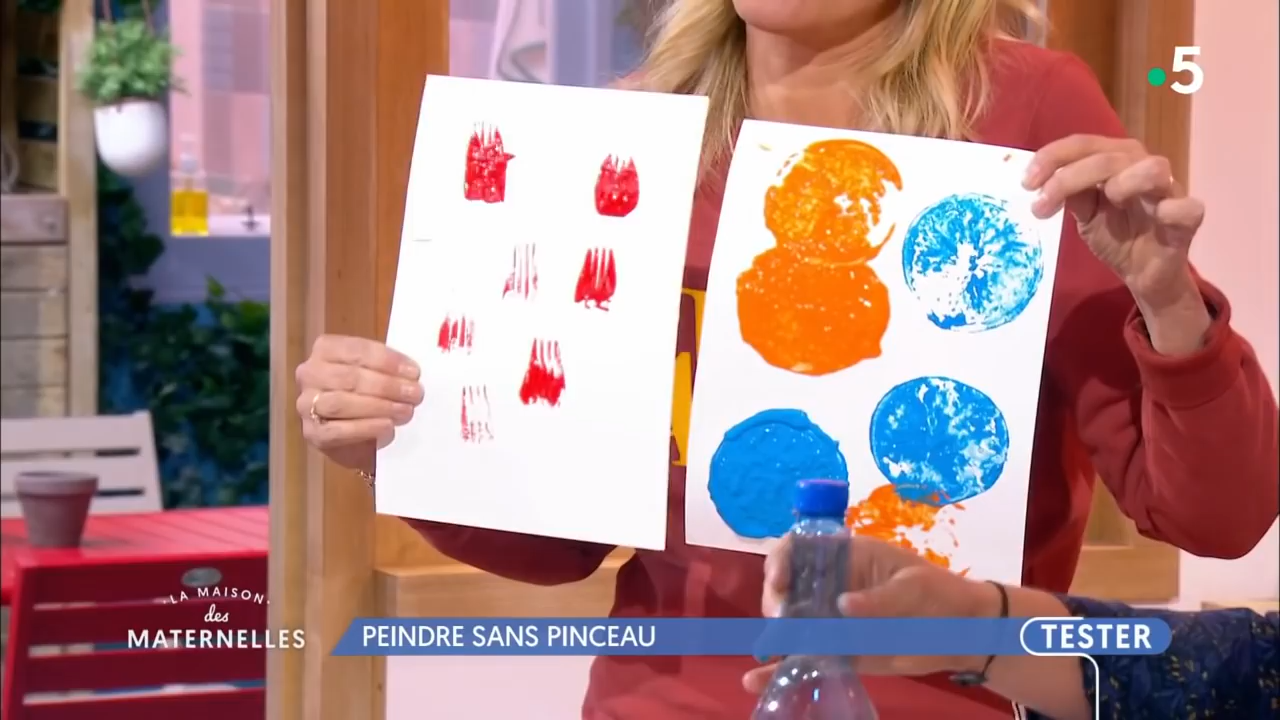 5
LA MAISON
des
MATERNELLES
PEINDRE SANS PINCEAU
TESTER